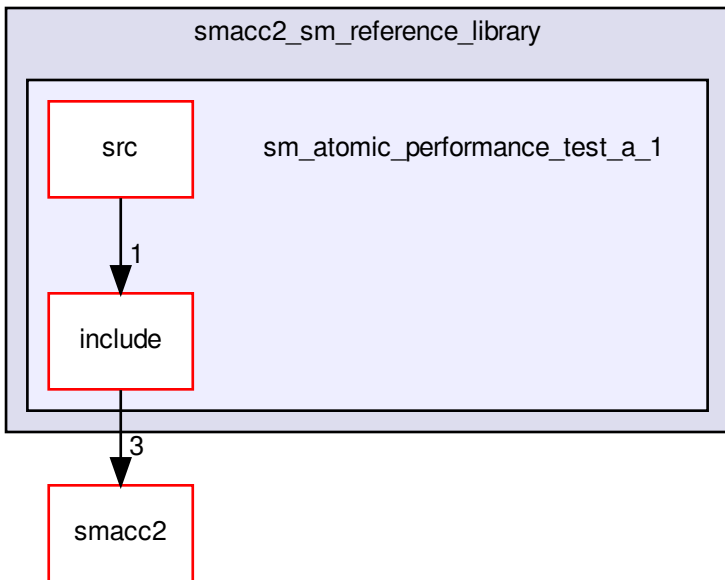 smacc2_sm_reference_library
src
sm_atomic_performance_test_a_1
1
include
3
smacc2